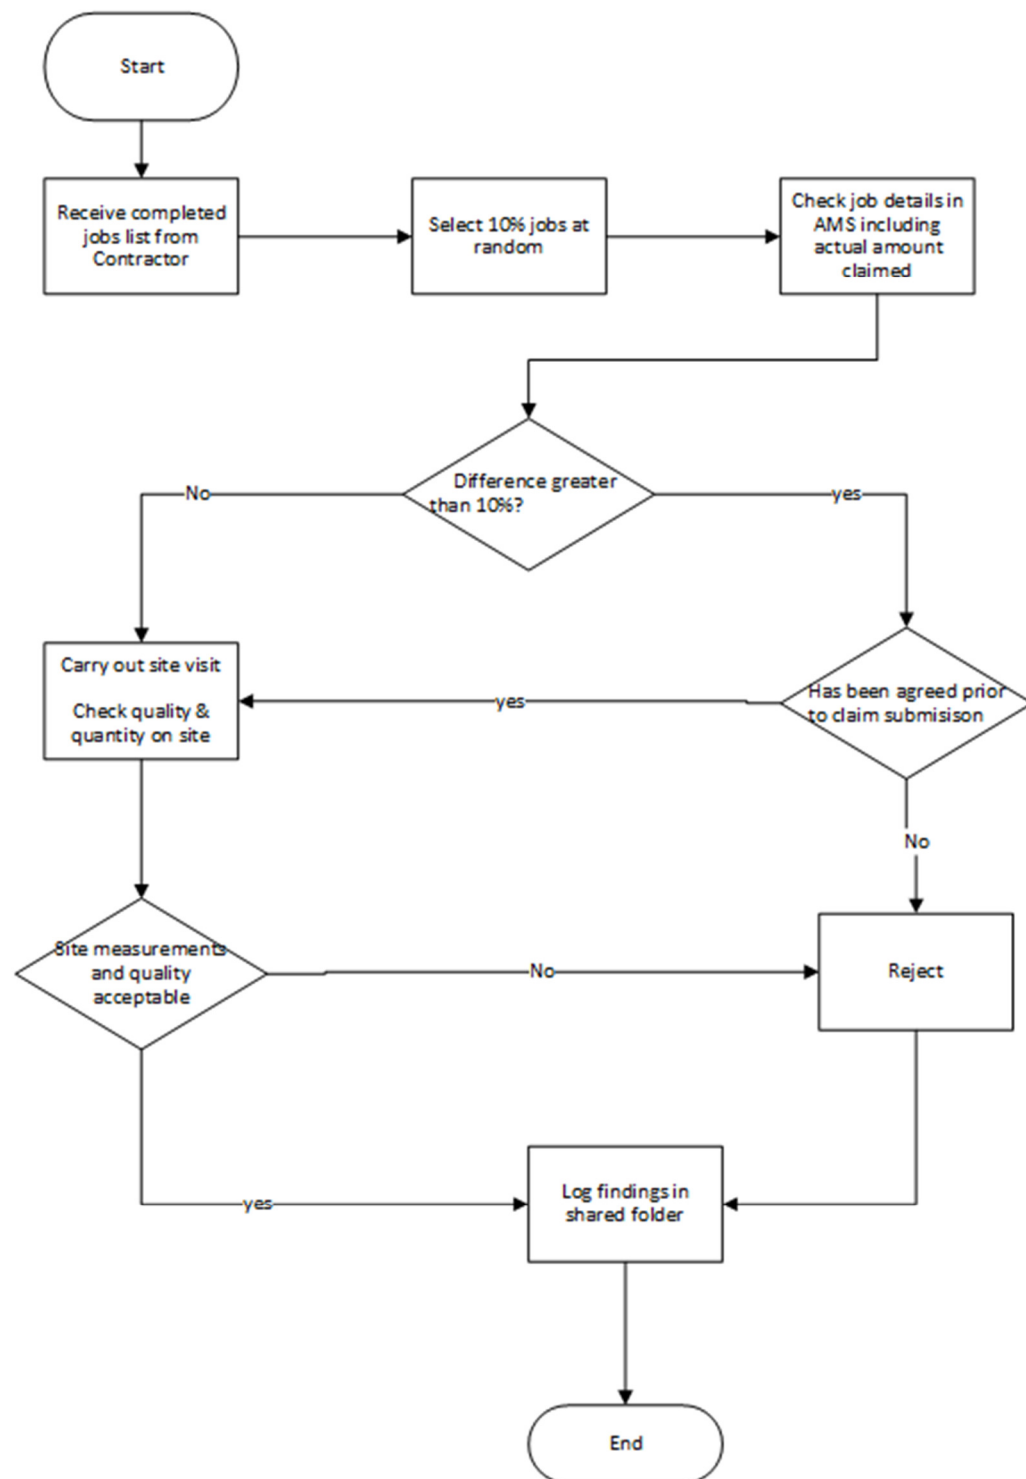 Start
Receive completed
jobs list from
Contractor
Select 10% jobs at
random
Check job details in
AMS including
actual amount
claimed
Difference greater
than 10%?
No
yes
Carry out site visit
Check quality &
quantity on site
yes
Has been agreed prior
to claim submisison
No
Site measurements
and quality
acceptable
No
Reject
yes
Log findings in
shared folder
End